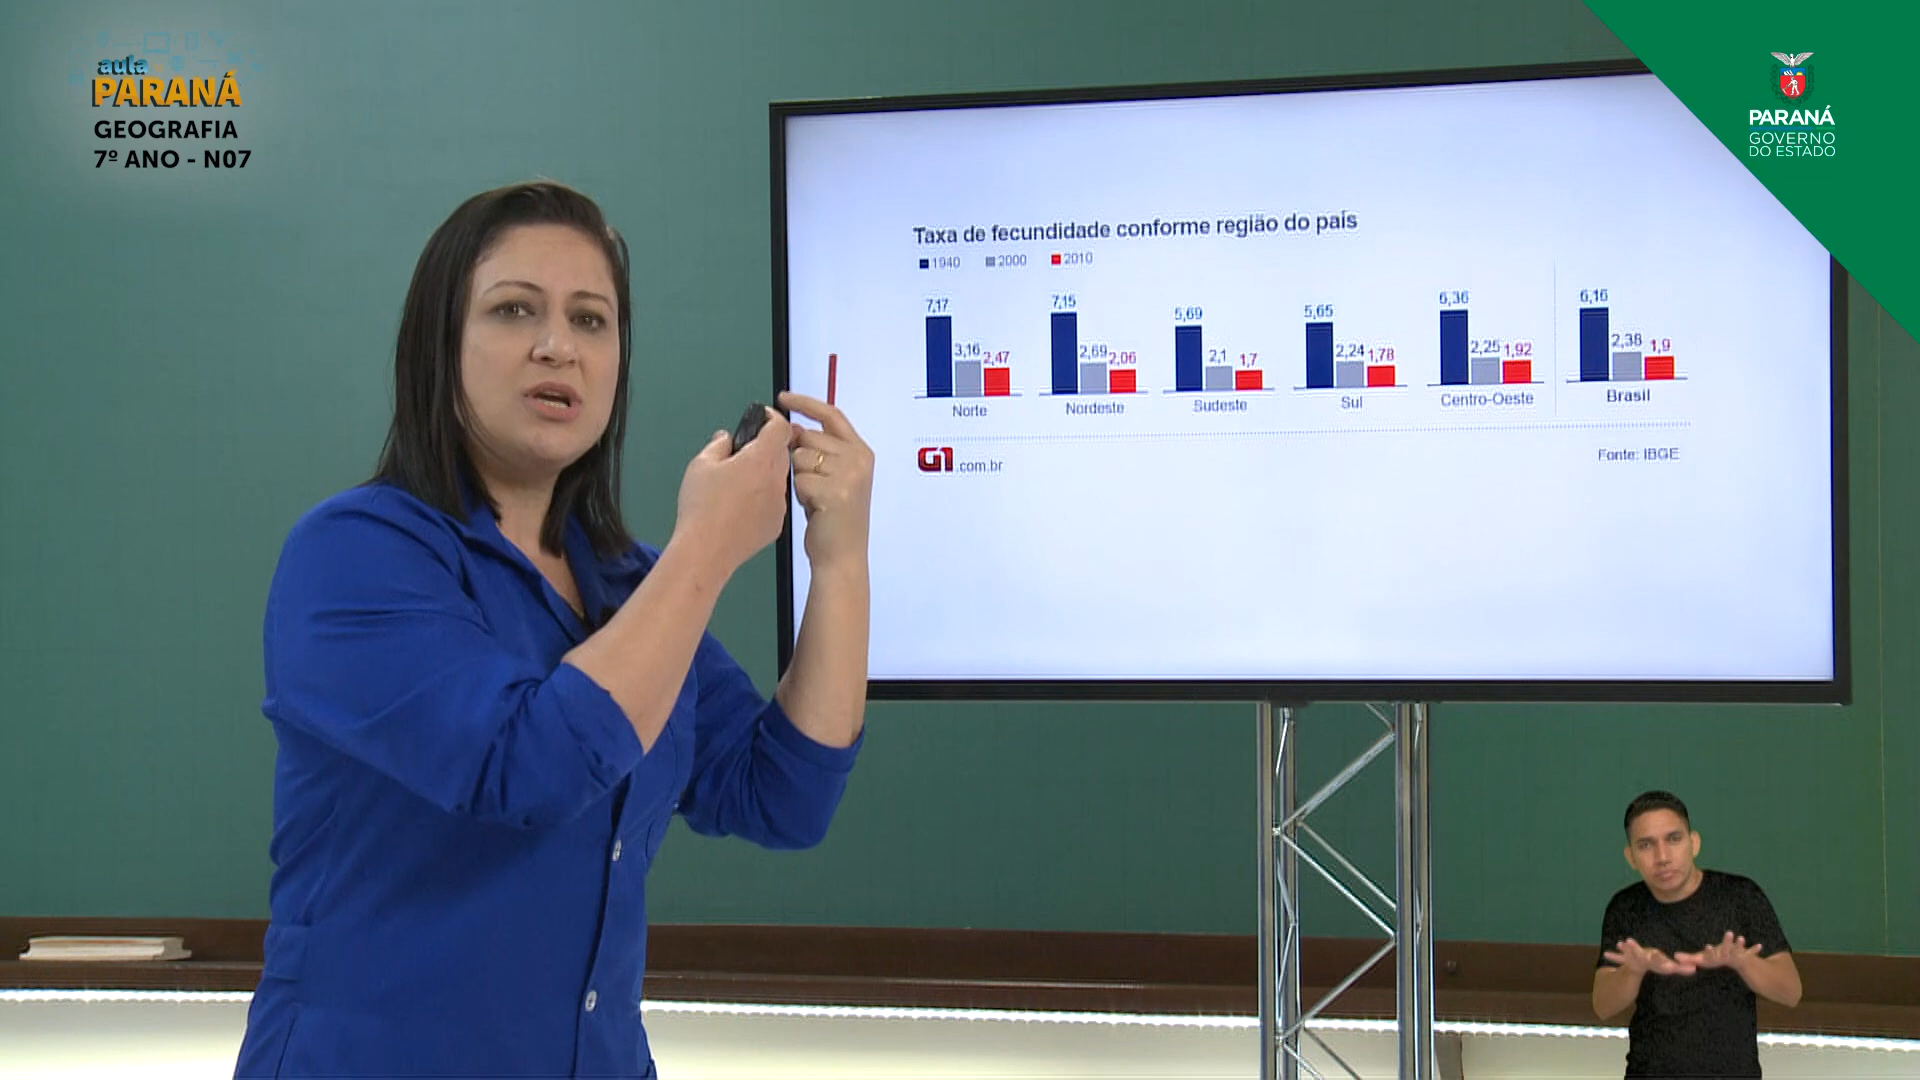 aula
PARANÁ
GEOGRAFIA
7º ANO - N07
PARANÁ
GOVERNO
DO ESTADO
Taxa de fecundidade conforme região do país
1940 2000 2010
7,17 3,16 2,47
7,15 2,69 2,06
5,69 2,1 1,7
5,65 2,24 1,78
6,36 2,25 1,92
6,16 2,38 1,9
Norte Nordeste Sudeste Sul Centro-Oeste Brasil
G1.com.br
Fonte: IBGE